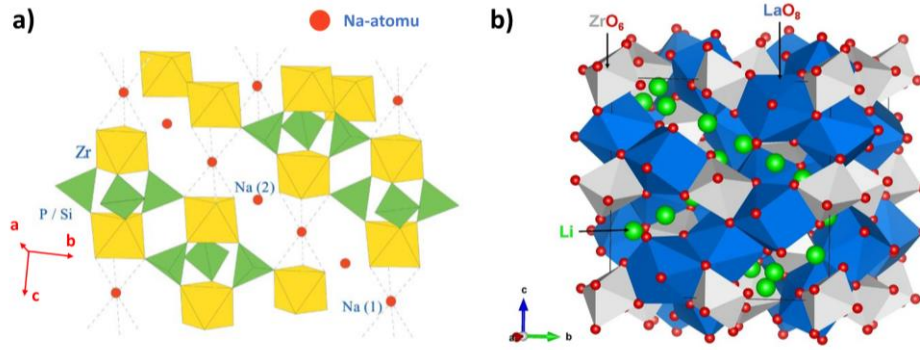 a)
Na-atomu
Zr
Na (2)
P / Si
a
b
c
Na (1)
b)
ZrO₆
LaO₈
Li
c
a
b